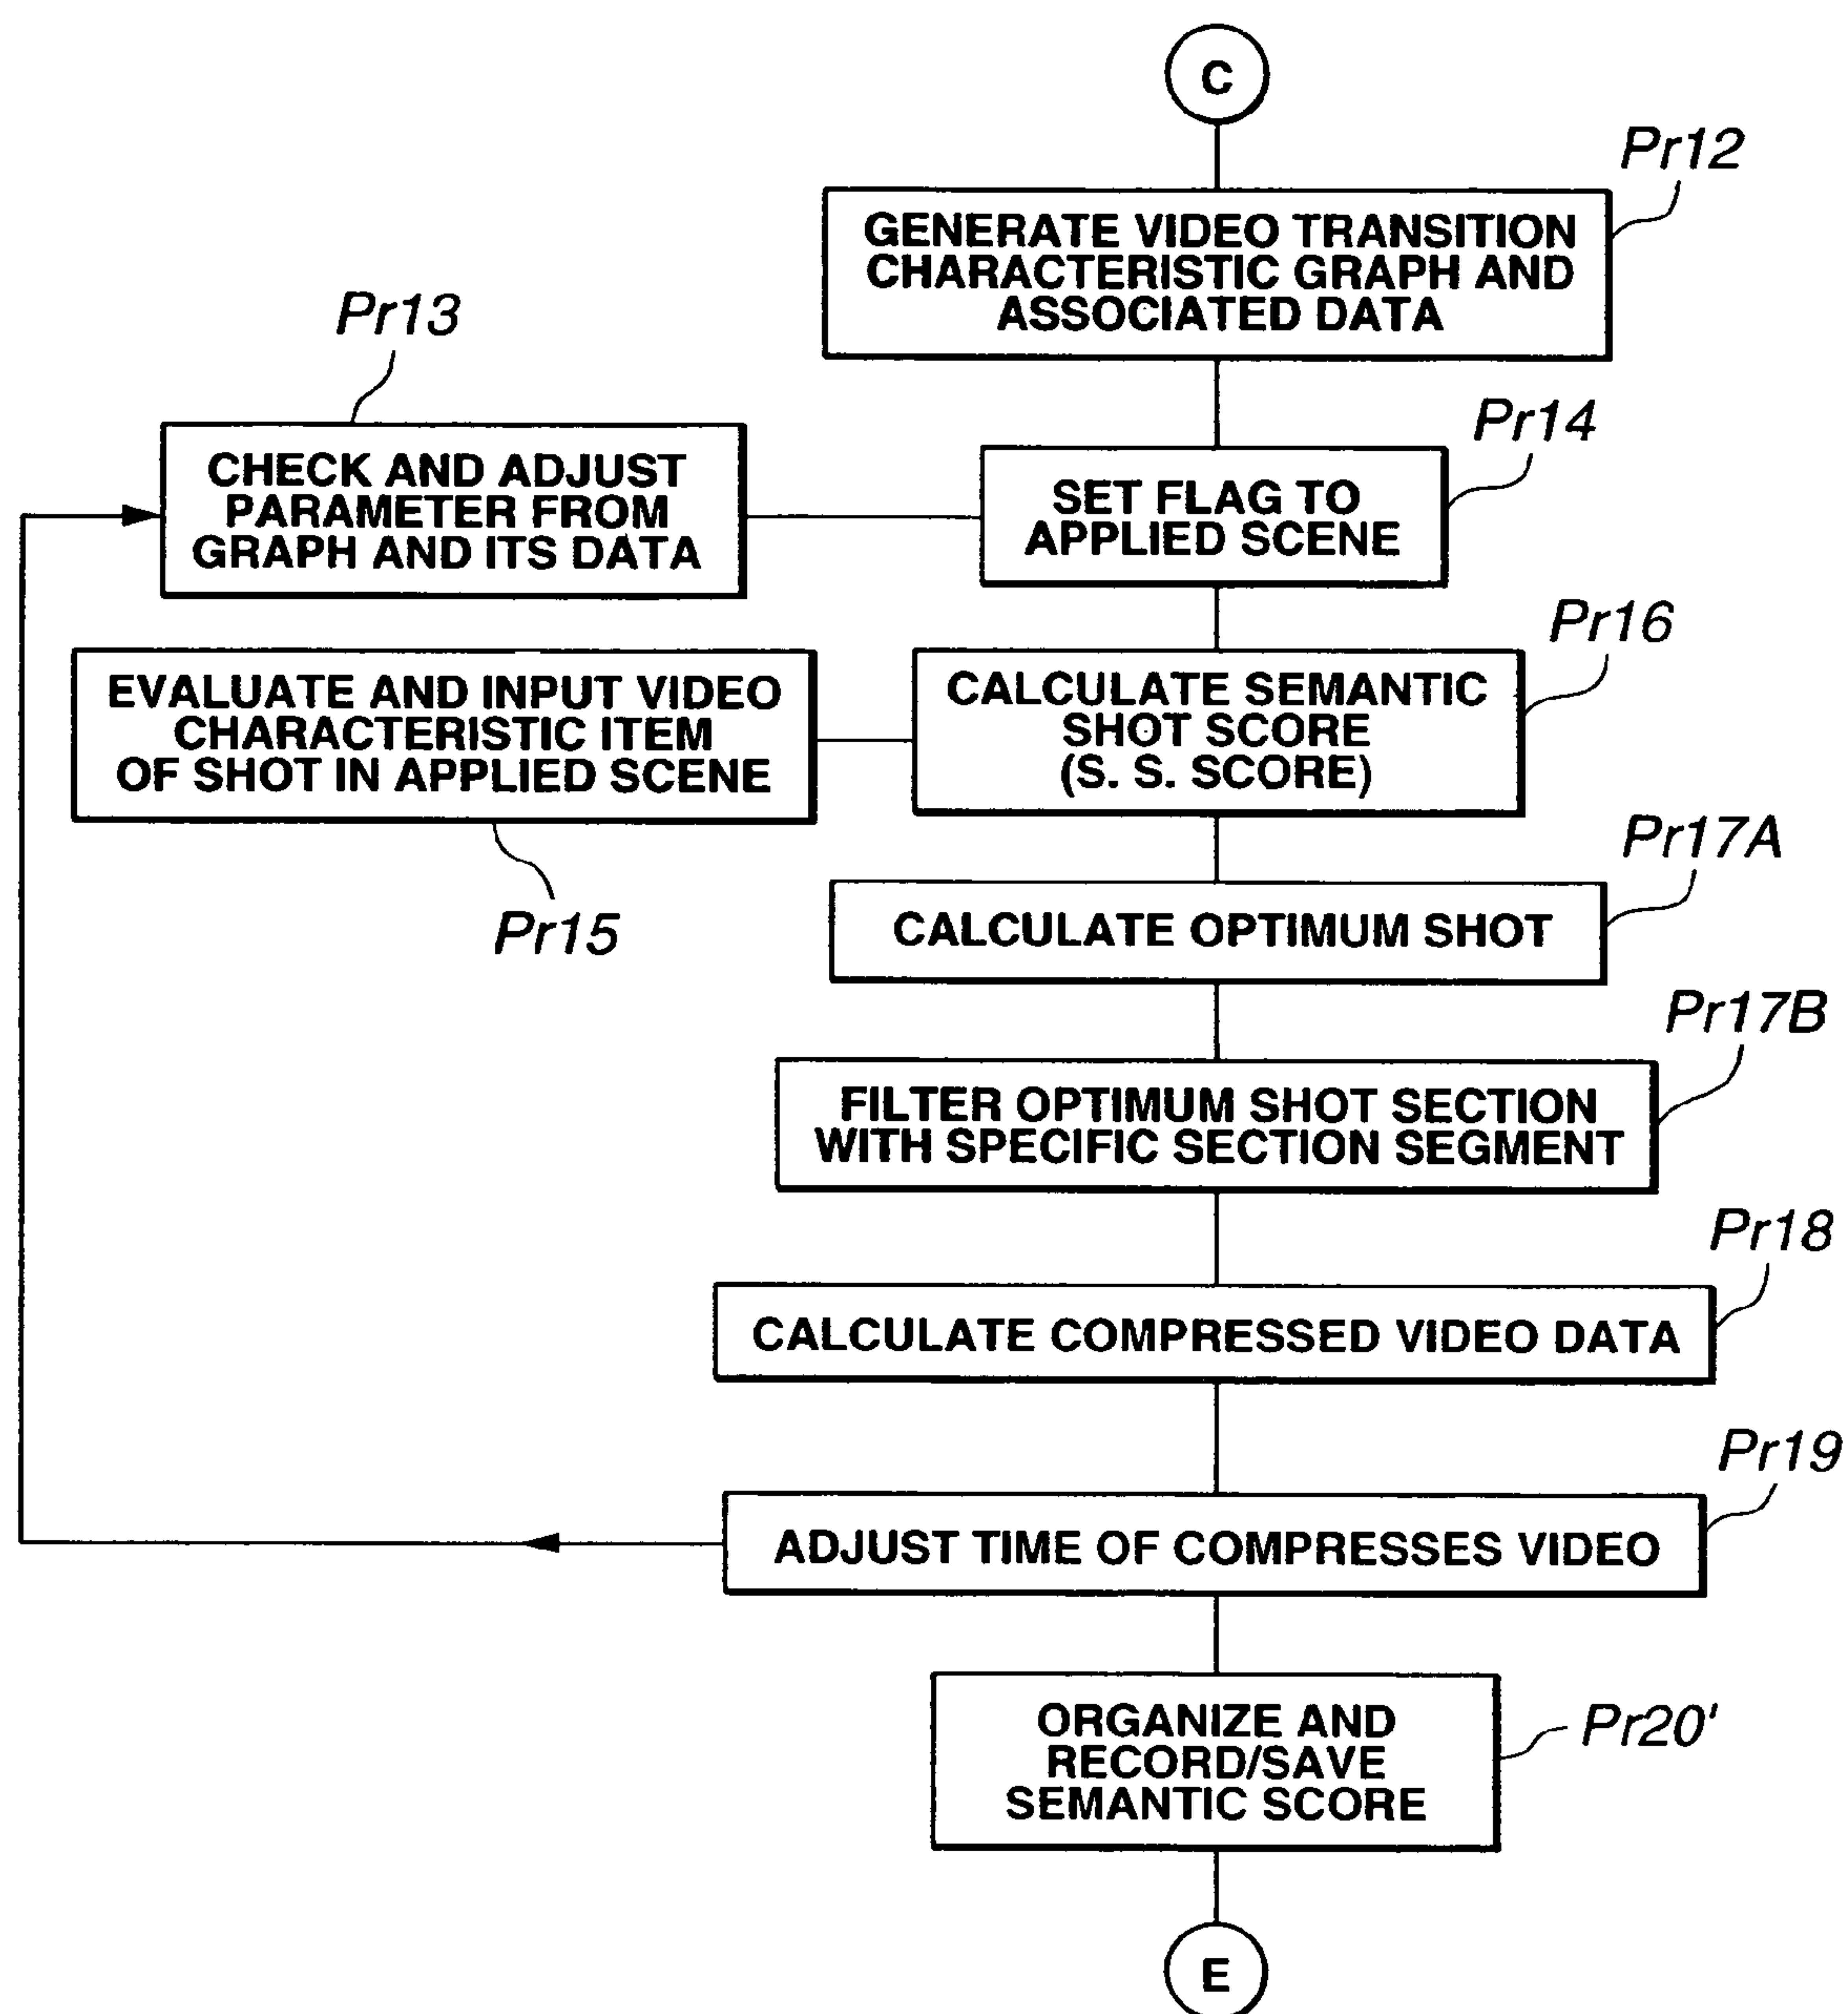 C
Pr12
GENERATE VIDEO TRANSITION
CHARACTERISTIC GRAPH AND
ASSOCIATED DATA
Pr13
CHECK AND ADJUST
PARAMETER FROM
GRAPH AND ITS DATA
Pr14
SET FLAG TO
APPLIED SCENE
Pr16
EVALUATE AND INPUT VIDEO
CHARACTERISTIC ITEM
OF SHOT IN APPLIED SCENE
CALCULATE SEMANTIC
SHOT SCORE
(S. S. SCORE)
Pr15
Pr17A
CALCULATE OPTIMUM SHOT
Pr17B
FILTER OPTIMUM SHOT SECTION
WITH SPECIFIC SECTION SEGMENT
Pr18
CALCULATE COMPRESSED VIDEO DATA
Pr19
ADJUST TIME OF COMPRESSES VIDEO
ORGANIZE AND
RECORD/SAVE
SEMANTIC SCORE
Pr20'
E